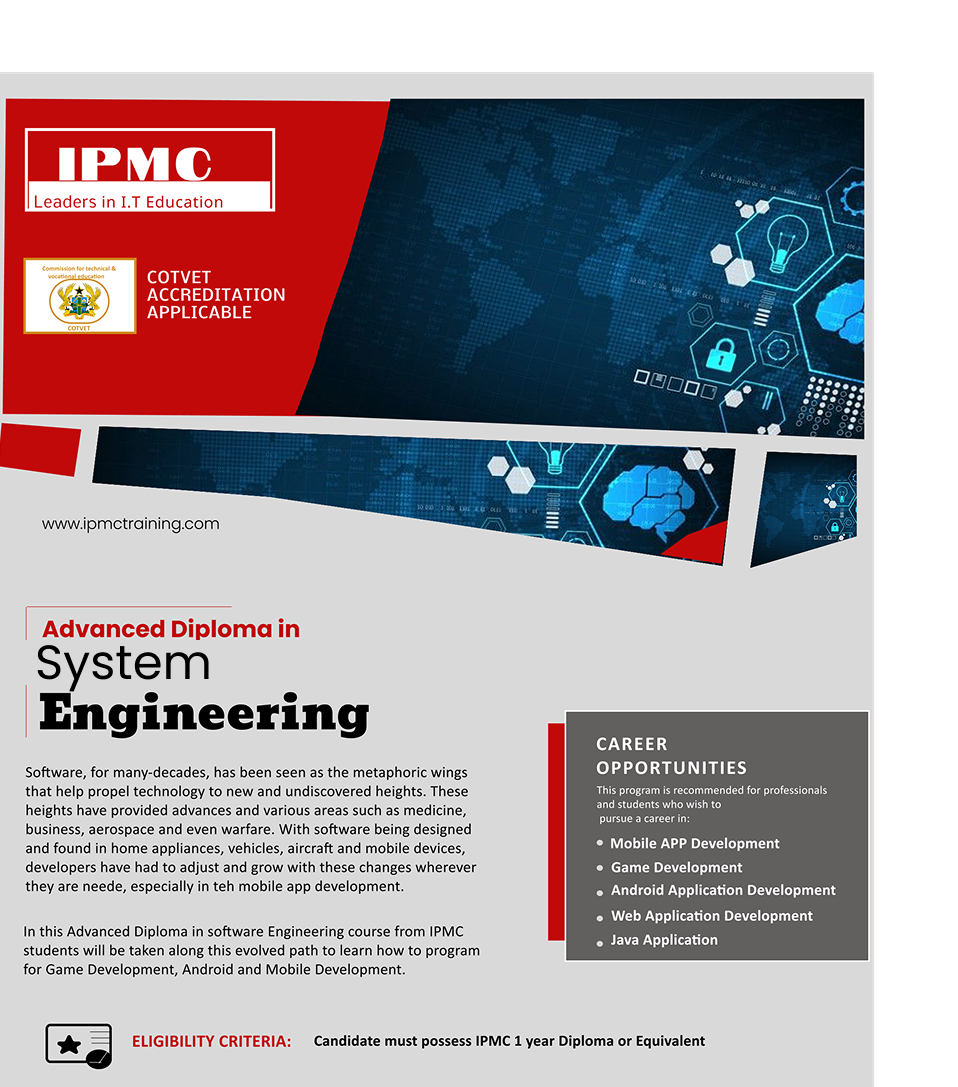 IPMC
Leaders in I.T Education
Commission for technical &
vocational education
COTVET
COTVET
ACCREDITATION
APPLICABLE
www.ipmctraining.com
Advanced Diploma in
System
Engineering
Software, for many-decades, has been seen as the metaphoric wings
that help propel technology to new and undiscovered heights. These
heights have provided advances and various areas such as medicine,
business, aerospace and even warfare. With software being designed
and found in home appliances, vehicles, aircraft and mobile devices,
developers have had to adjust and grow with these changes wherever
they are neede, especially in teh mobile app development.
In this Advanced Diploma in software Engineering course from IPMC
students will be taken along this evolved path to learn how to program
for Game Development, Android and Mobile Development.
CAREER
OPPORTUNITIES
This program is recommended for professionals
and students who wish to
pursue a career in:
Mobile APP Development
Game Development
Android Application Development
Web Application Development
Java Application
ELIGIBILITY CRITERIA: Candidate must possess IPMC 1 year Diploma or Equivalent